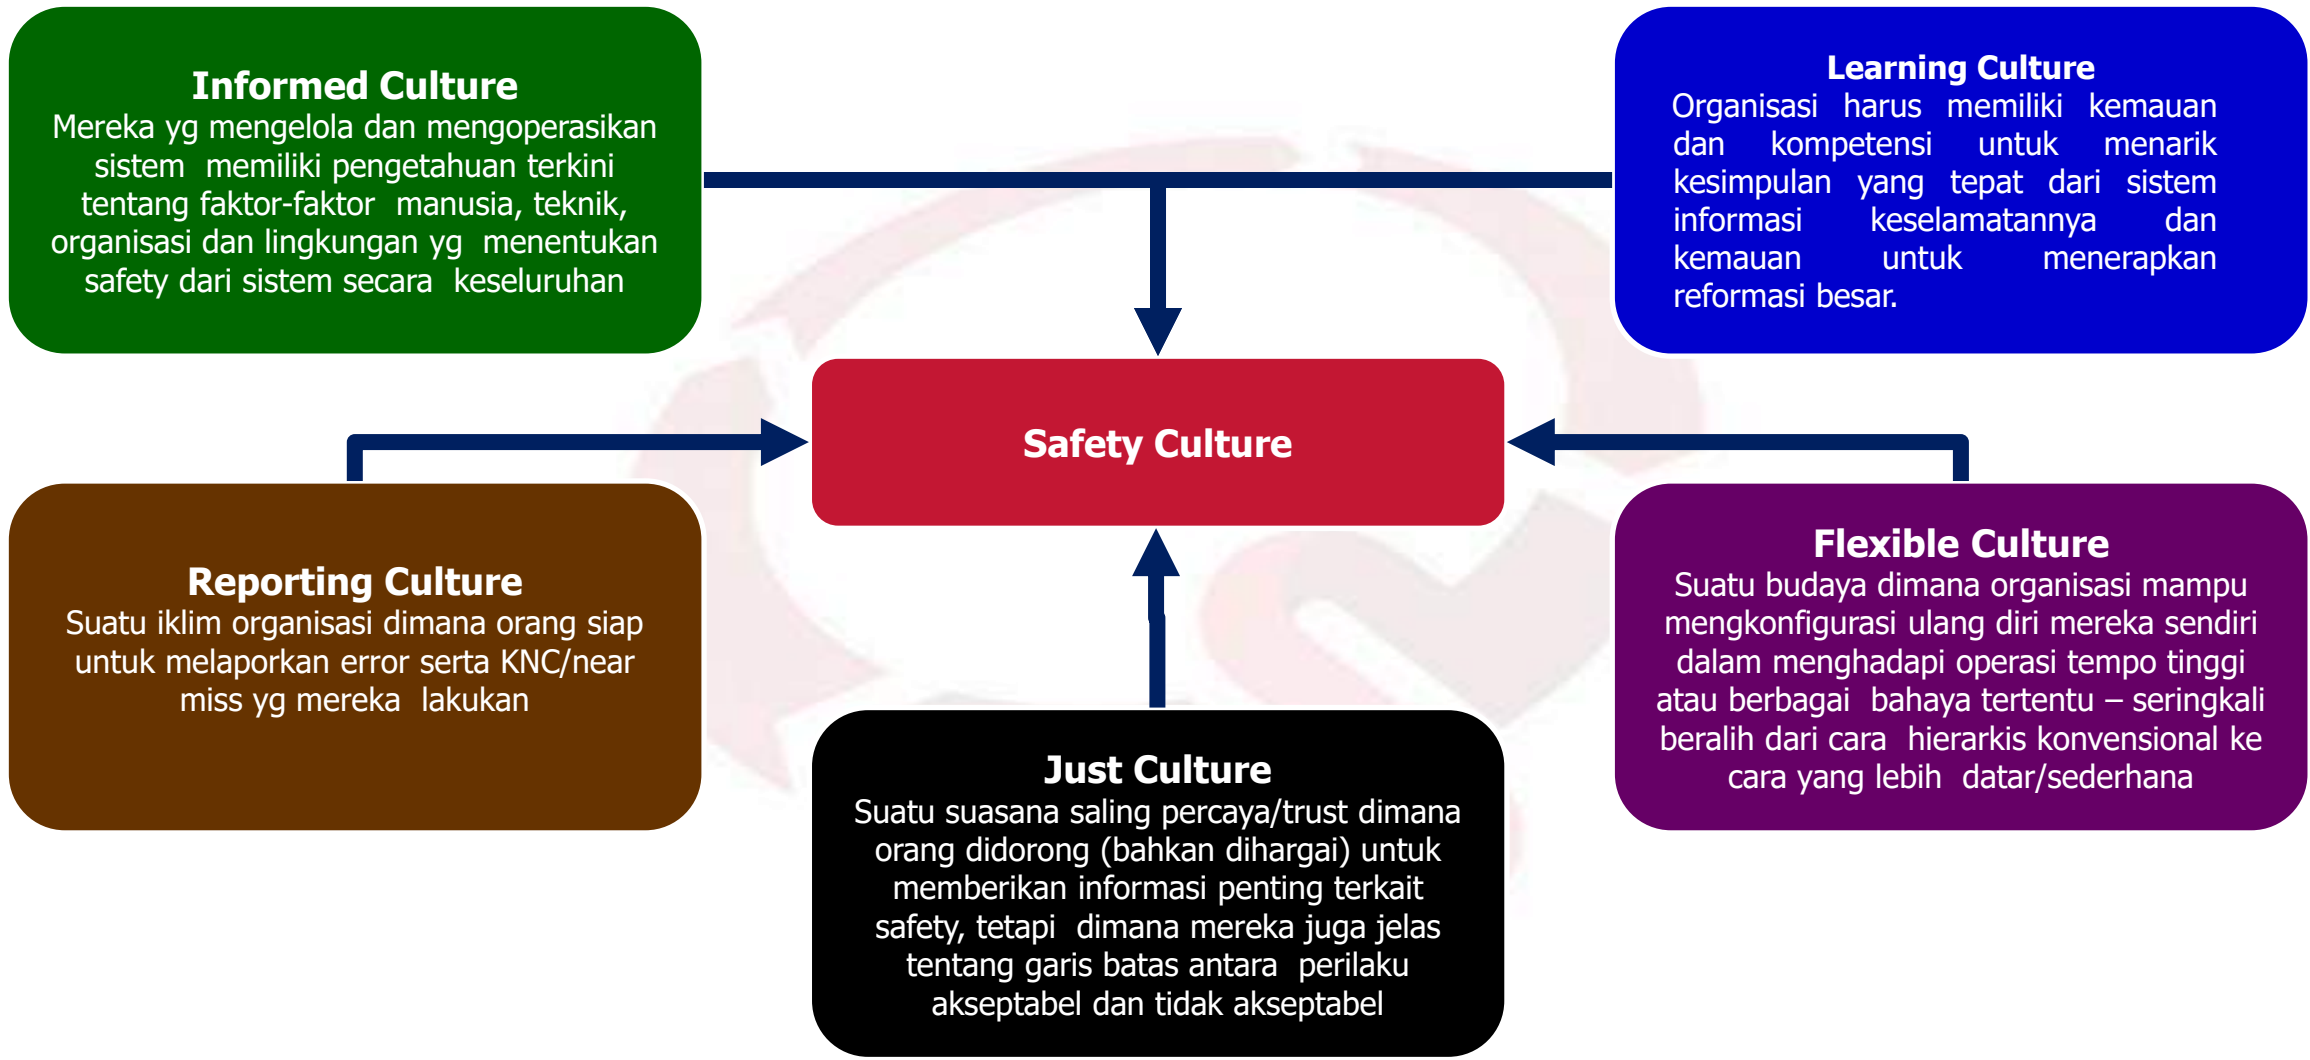 Informed Culture
Mereka yg mengelola dan mengoperasikan
sistem memiliki pengetahuan terkini
tentang faktor-faktor manusia, teknik,
organisasi dan lingkungan yg menentukan
safety dari sistem secara keseluruhan
Learning Culture
Organisasi harus memiliki kemauan
dan kompetensi untuk menarik
kesimpulan yang tepat dari sistem
informasi keselamatannya dan
kemauan untuk menerapkan
reformasi besar.
Safety Culture
Reporting Culture
Suatu iklim organisasi dimana orang siap
untuk melaporkan error serta KNC/near
miss yg mereka lakukan
Flexible Culture
Suatu budaya dimana organisasi mampu
mengkonfigurasi ulang diri mereka sendiri
dalam menghadapi operasi tempo tinggi
atau berbagai bahaya tertentu – seringkali
beralih dari cara hierarkis konvensional ke
cara yang lebih datar/sederhana
Just Culture
Suatu suasana saling percaya/trust dimana
orang didorong (bahkan dihargai) untuk
memberikan informasi penting terkait
safety, tetapi dimana mereka juga jelas
tentang garis batas antara perilaku
akseptabel dan tidak akseptabel